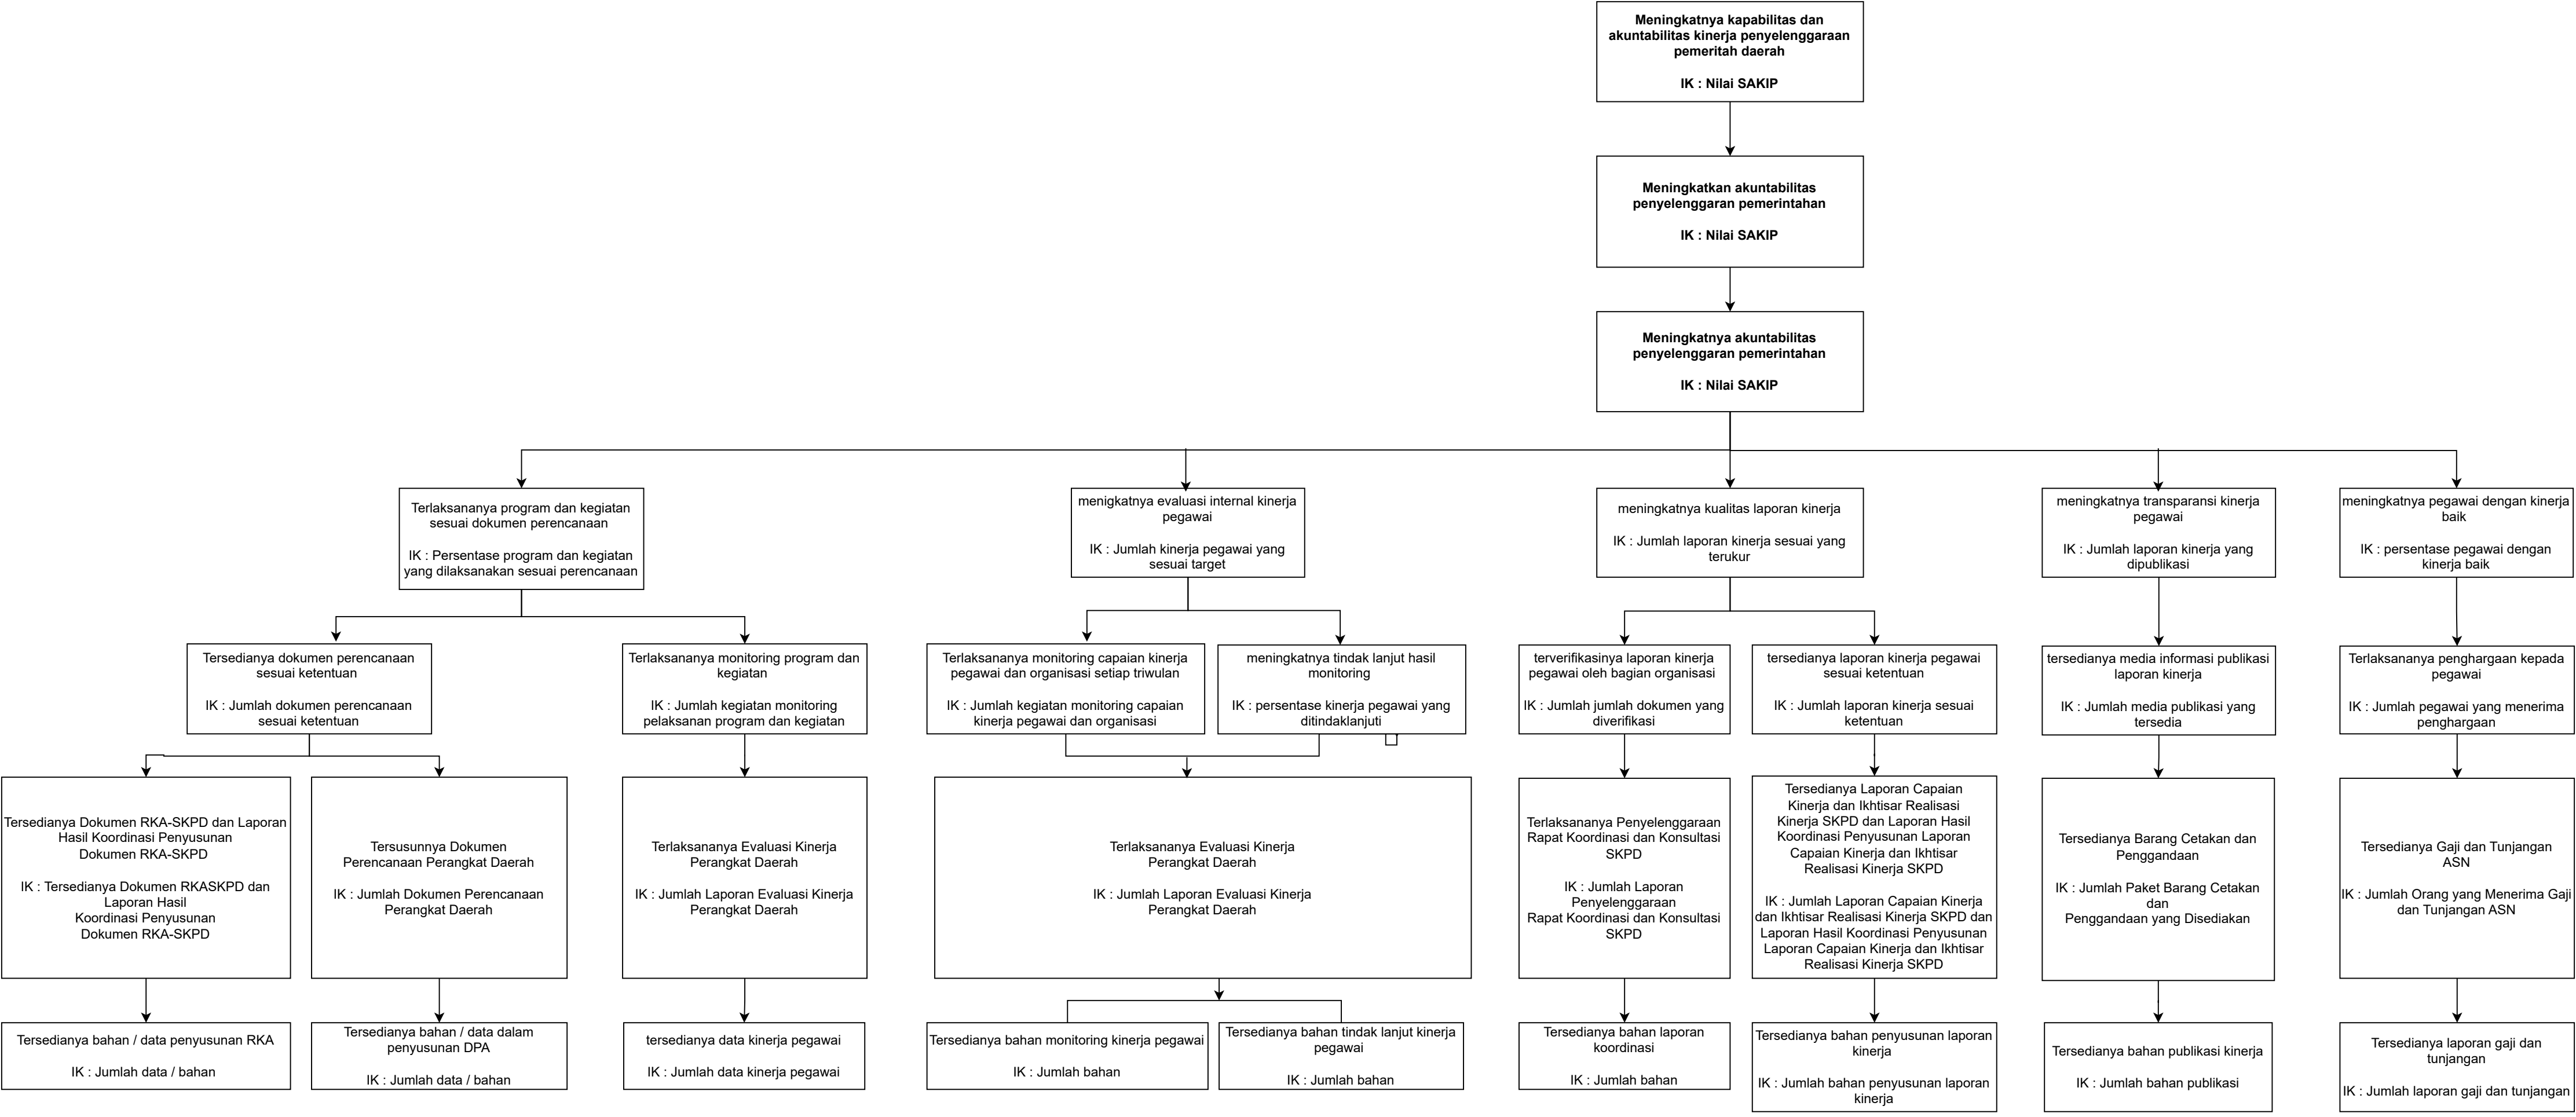 Meningkatnya kapabilitas dan
akuntabilitas kinerja penyelenggaraan
pemeritah daerah
IK : Nilai SAKIP
Meningkatkan akuntabilitas
penyelenggaran pemerintahan
IK : Nilai SAKIP
Meningkatnya akuntabilitas
penyelenggaran pemerintahan
IK : Nilai SAKIP
Terlaksananya program dan kegiatan
sesuai dokumen perencanaan
IK : Persentase program dan kegiatan
yang dilaksanakan sesuai perencanaan
menigkatnya evaluasi internal kinerja
pegawai
IK : Jumlah kinerja pegawai yang
sesuai target
meningkatnya kualitas laporan kinerja
IK : Jumlah laporan kinerja sesuai yang
terukur
meningkatnya transparansi kinerja
pegawai
IK : Jumlah laporan kinerja yang
dipublikasi
meningkatnya pegawai dengan kinerja
baik
IK : persentase pegawai dengan
kinerja baik
Tersedianya dokumen perencanaan
sesuai ketentuan
IK : Jumlah dokumen perencanaan
sesuai ketentuan
Terlaksananya monitoring program dan
kegiatan
IK : Jumlah kegiatan monitoring
pelaksanan program dan kegiatan
Terlaksananya monitoring capaian kinerja
pegawai dan organisasi setiap triwulan
IK : Jumlah kegiatan monitoring capaian
kinerja pegawai dan organisasi
meningkatnya tindak lanjut hasil
monitoring
IK : persentase kinerja pegawai yang
ditindaklanjuti
terverifikasinya laporan kinerja
pegawai oleh bagian organisasi
IK : Jumlah jumlah dokumen yang
diverifikasi
tersedianya laporan kinerja pegawai
sesuai ketentuan
IK : Jumlah laporan kinerja sesuai
ketentuan
tersedianya media informasi publikasi
laporan kinerja
IK : Jumlah media publikasi yang
tersedia
Terlaksananya penghargaan kepada
pegawai
IK : Jumlah pegawai yang menerima
penghargaan
Tersedianya Dokumen RKA-SKPD dan Laporan
Hasil Koordinasi Penyusunan
Dokumen RKA-SKPD
IK : Tersedianya Dokumen RKASKPD dan
Laporan Hasil
Koordinasi Penyusunan
Dokumen RKA-SKPD
Tersusunnya Dokumen
Perencanaan Perangkat Daerah
IK : Jumlah Dokumen Perencanaan
Perangkat Daerah
Terlaksananya Evaluasi Kinerja
Perangkat Daerah
IK : Jumlah Laporan Evaluasi Kinerja
Perangkat Daerah
Terlaksananya Evaluasi Kinerja
Perangkat Daerah
IK : Jumlah Laporan Evaluasi Kinerja
Perangkat Daerah
Terlaksananya Penyelenggaraan
Rapat Koordinasi dan Konsultasi
SKPD
IK : Jumlah Laporan
Penyelenggaraan
Rapat Koordinasi dan Konsultasi
SKPD
Tersedianya Laporan Capaian
Kinerja dan Ikhtisar Realisasi
Kinerja SKPD dan Laporan Hasil
Koordinasi Penyusunan Laporan
Capaian Kinerja dan Ikhtisar
Realisasi Kinerja SKPD
IK : Jumlah Laporan Capaian Kinerja
dan Ikhtisar Realisasi Kinerja SKPD dan
Laporan Hasil Koordinasi Penyusunan
Laporan Capaian Kinerja dan Ikhtisar
Realisasi Kinerja SKPD
Tersedianya Barang Cetakan dan
Penggandaan
IK : Jumlah Paket Barang Cetakan
dan
Penggandaan yang Disediakan
Tersedianya Gaji dan Tunjangan
ASN
IK : Jumlah Orang yang Menerima Gaji
dan Tunjangan ASN
Tersedianya bahan / data penyusunan RKA
IK : Jumlah data / bahan
Tersedianya bahan / data dalam
penyusunan DPA
IK : Jumlah data / bahan
tersedianya data kinerja pegawai
IK : Jumlah data kinerja pegawai
Tersedianya bahan monitoring kinerja pegawai
IK : Jumlah bahan
Tersedianya bahan tindak lanjut kinerja
pegawai
IK : Jumlah bahan
Tersedianya bahan laporan
koordinasi
IK : Jumlah bahan
Tersedianya bahan penyusunan laporan
kinerja
IK : Jumlah bahan penyusunan laporan
kinerja
Tersedianya bahan publikasi kinerja
IK : Jumlah bahan publikasi
Tersedianya laporan gaji dan
tunjangan
IK : Jumlah laporan gaji dan tunjangan